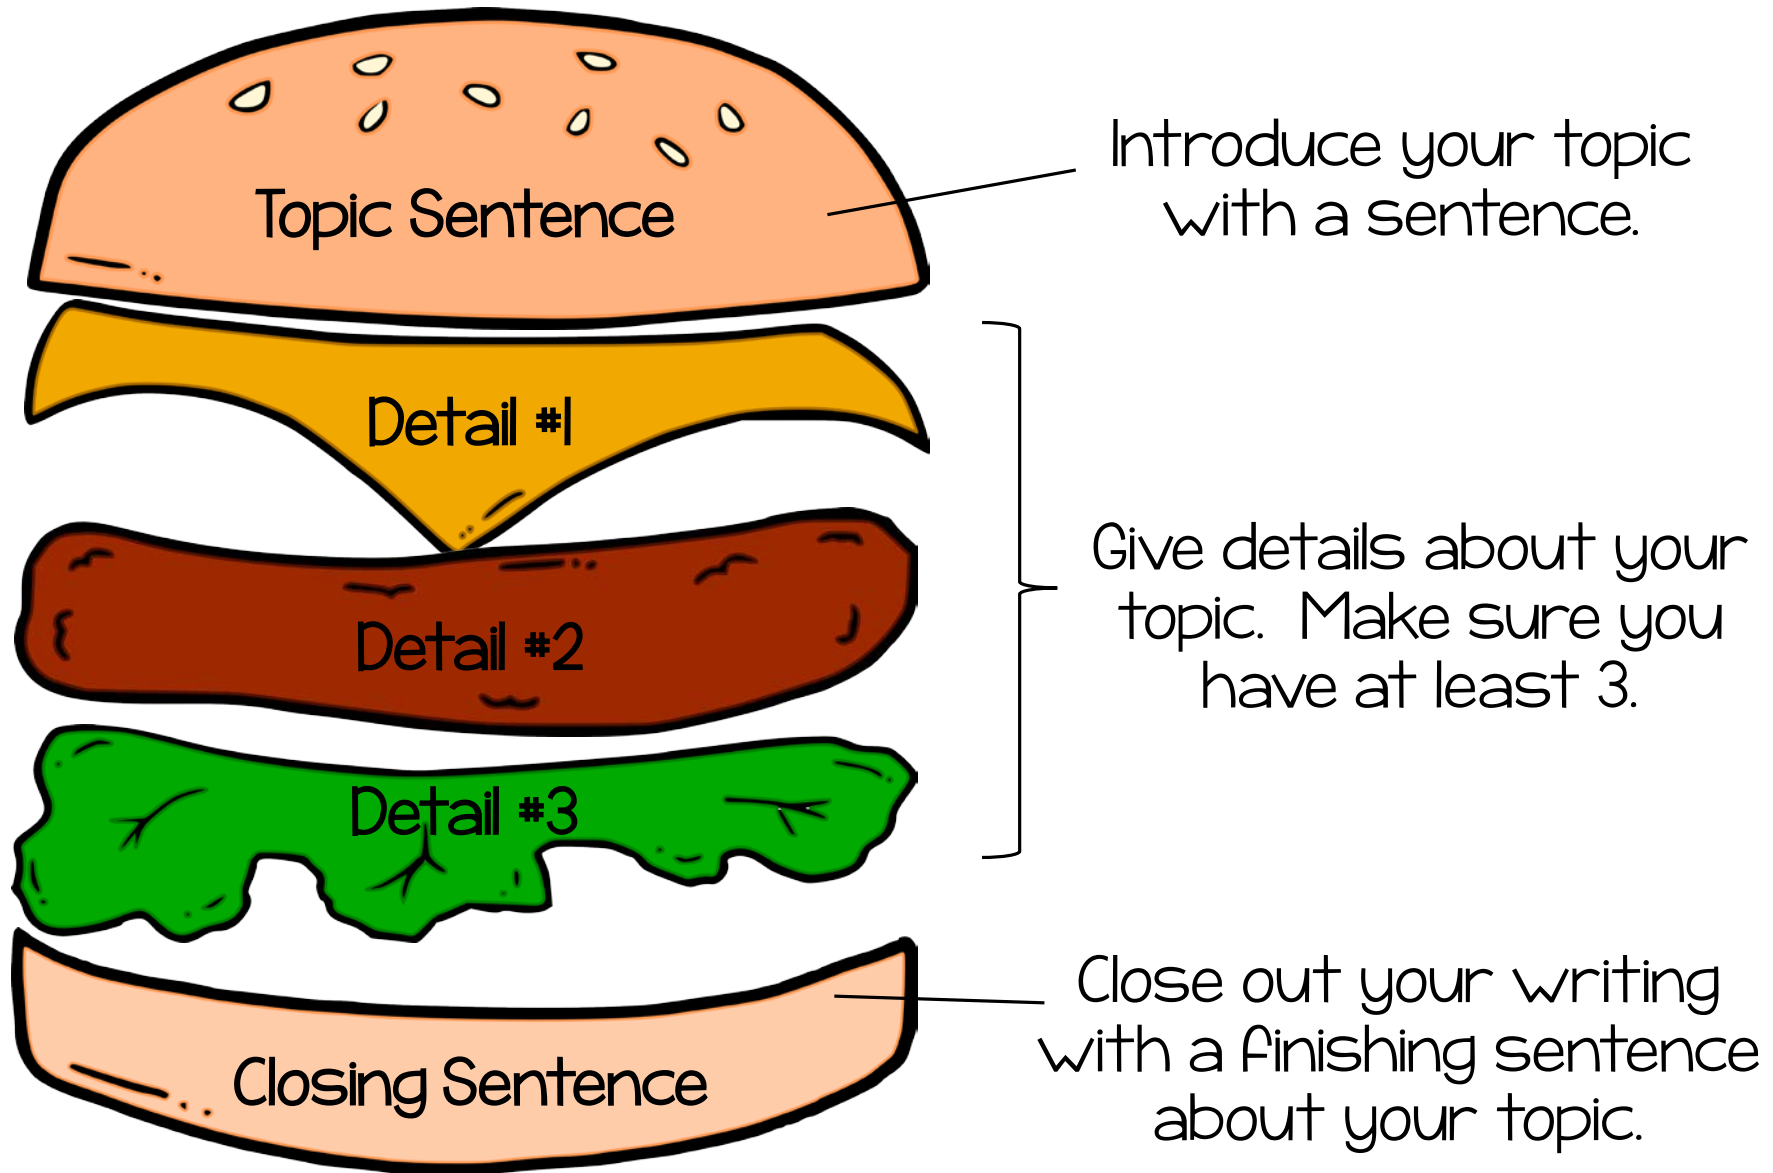 Topic Sentence
Introduce your topic
with a sentence.
Detail #1
Detail #2
Detail #3
Give details about your
topic. Make sure you
have at least 3.
Closing Sentence
Close out your writing
with a finishing sentence
about your topic.